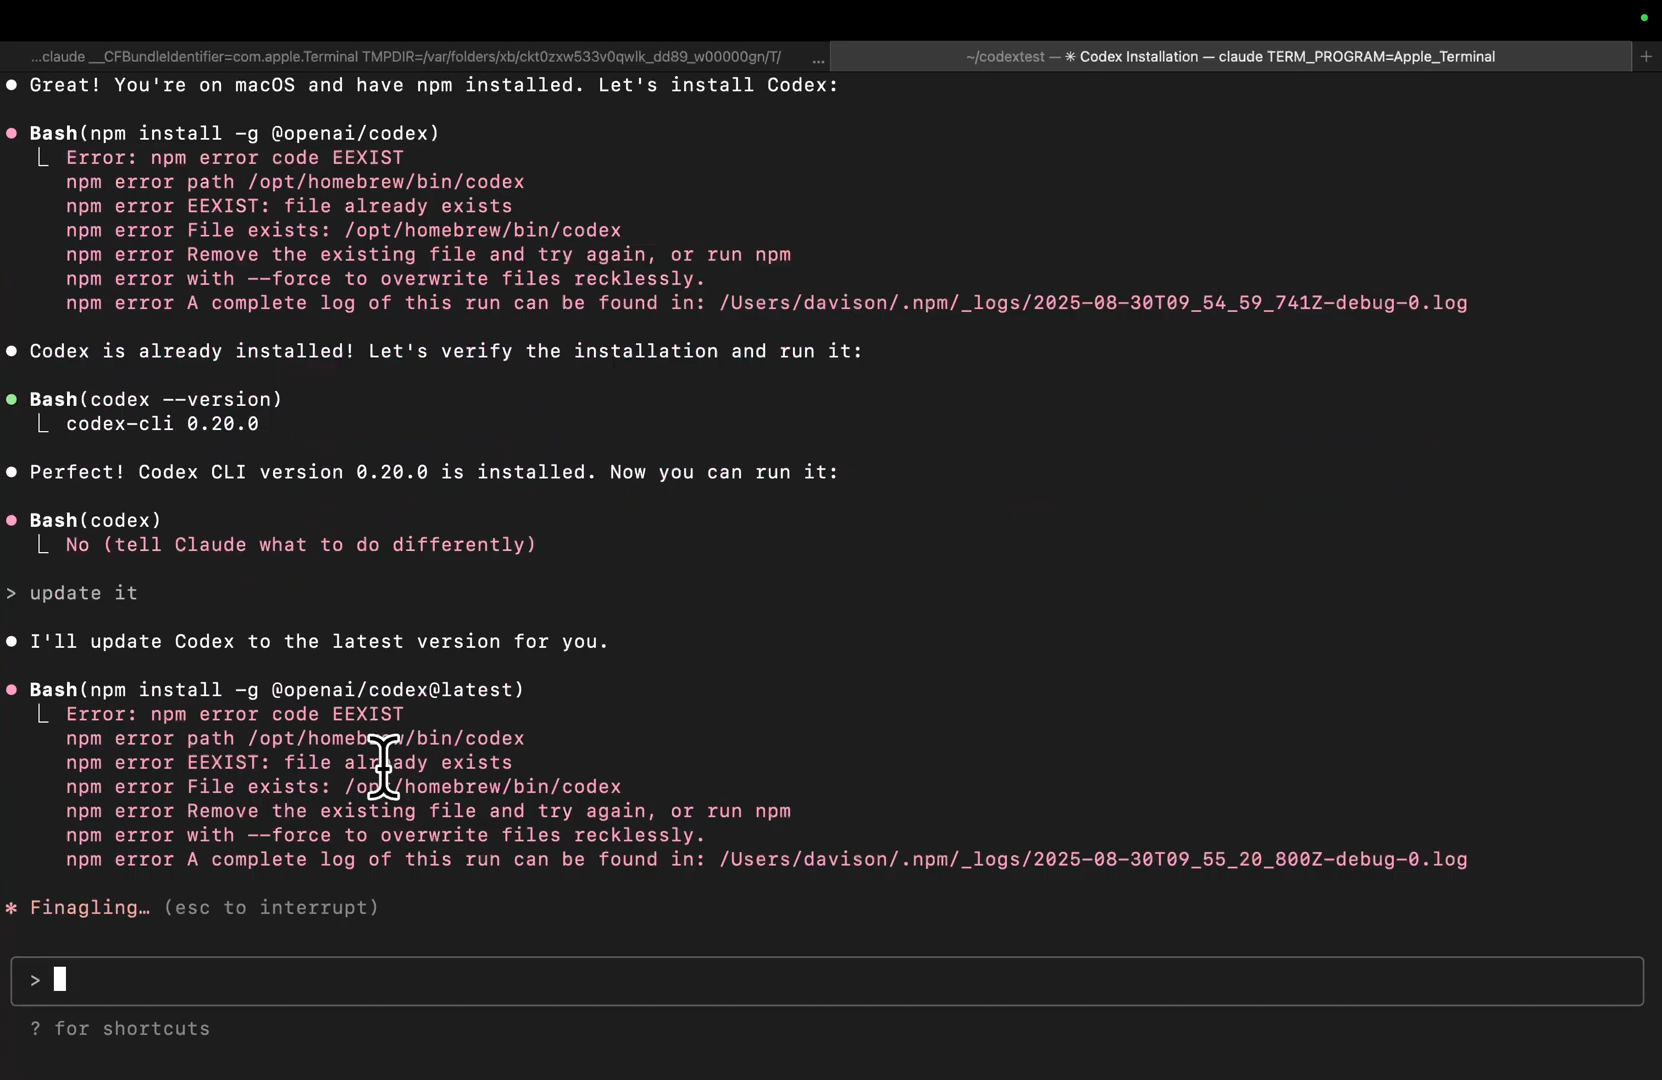 ...claude __CFBundleIdentifier=com.apple.Terminal TMPDIR=/var/folders/xb/ckt0zxw533v0qwlk_dd89_w00000gn/T/ ...
~/codextest — ✳ Codex Installation — claude TERM_PROGRAM=Apple_Terminal +
● Great! You're on macOS and have npm installed. Let's install Codex:
● Bash(npm install -g @openai/codex)
⎿ Error: npm error code EEXIST
npm error path /opt/homebrew/bin/codex
npm error EEXIST: file already exists
npm error File exists: /opt/homebrew/bin/codex
npm error Remove the existing file and try again, or run npm
npm error with --force to overwrite files recklessly.
npm error A complete log of this run can be found in: /Users/davison/.npm/_logs/2025-08-30T09_54_59_741Z-debug-0.log
● Codex is already installed! Let's verify the installation and run it:
● Bash(codex --version)
⎿ codex-cli 0.20.0
● Perfect! Codex CLI version 0.20.0 is installed. Now you can run it:
● Bash(codex)
⎿ No (tell Claude what to do differently)
> update it
● I'll update Codex to the latest version for you.
● Bash(npm install -g @openai/codex@latest)
⎿ Error: npm error code EEXIST
npm error path /opt/homebrew/bin/codex
npm error EEXIST: file already exists
npm error File exists: /opt/homebrew/bin/codex
npm error Remove the existing file and try again, or run npm
npm error with --force to overwrite files recklessly.
npm error A complete log of this run can be found in: /Users/davison/.npm/_logs/2025-08-30T09_55_20_800Z-debug-0.log
* Finagling… (esc to interrupt)
>
? for shortcuts